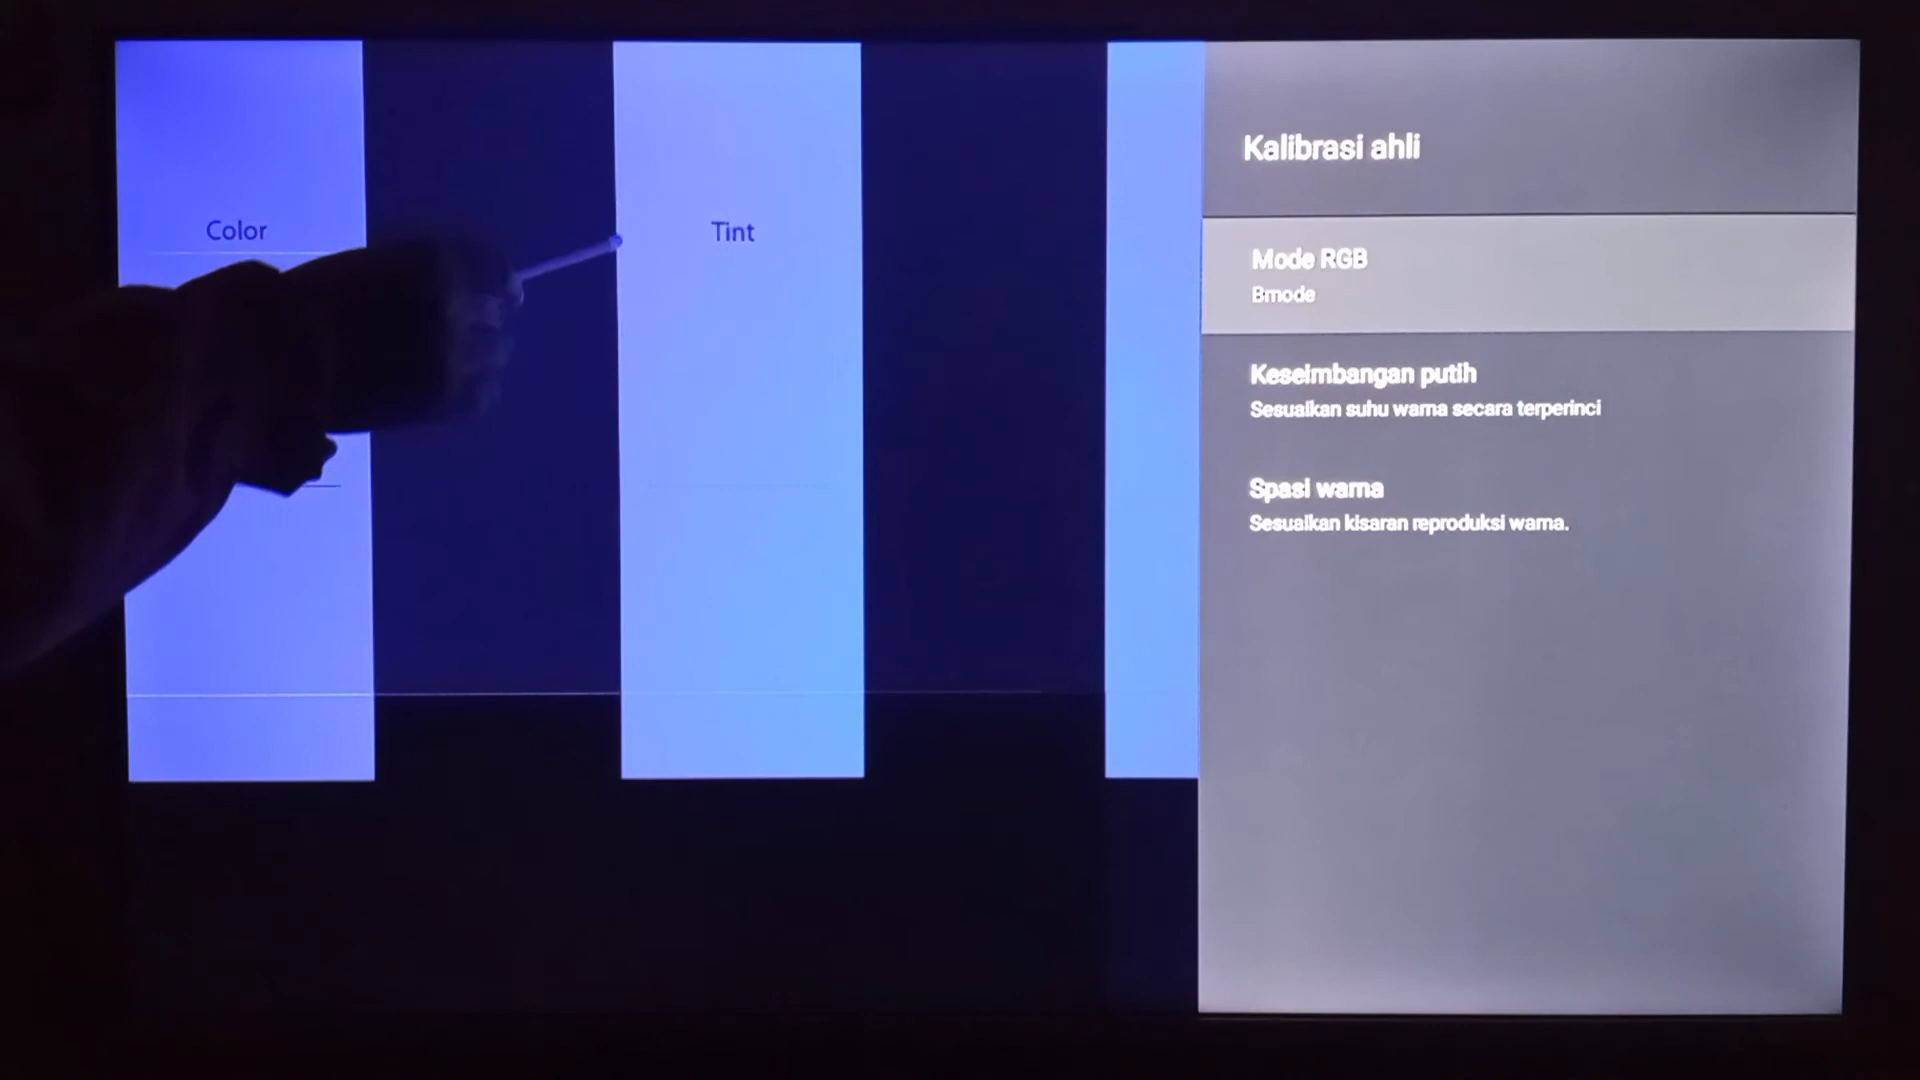 Color
Tint
Kalibrasi ahli
Mode RGB
Bmode
Keseimbangan putih
Sesuaikan suhu warna secara terperinci
Spasi warna
Sesuaikan kisaran reproduksi warna.